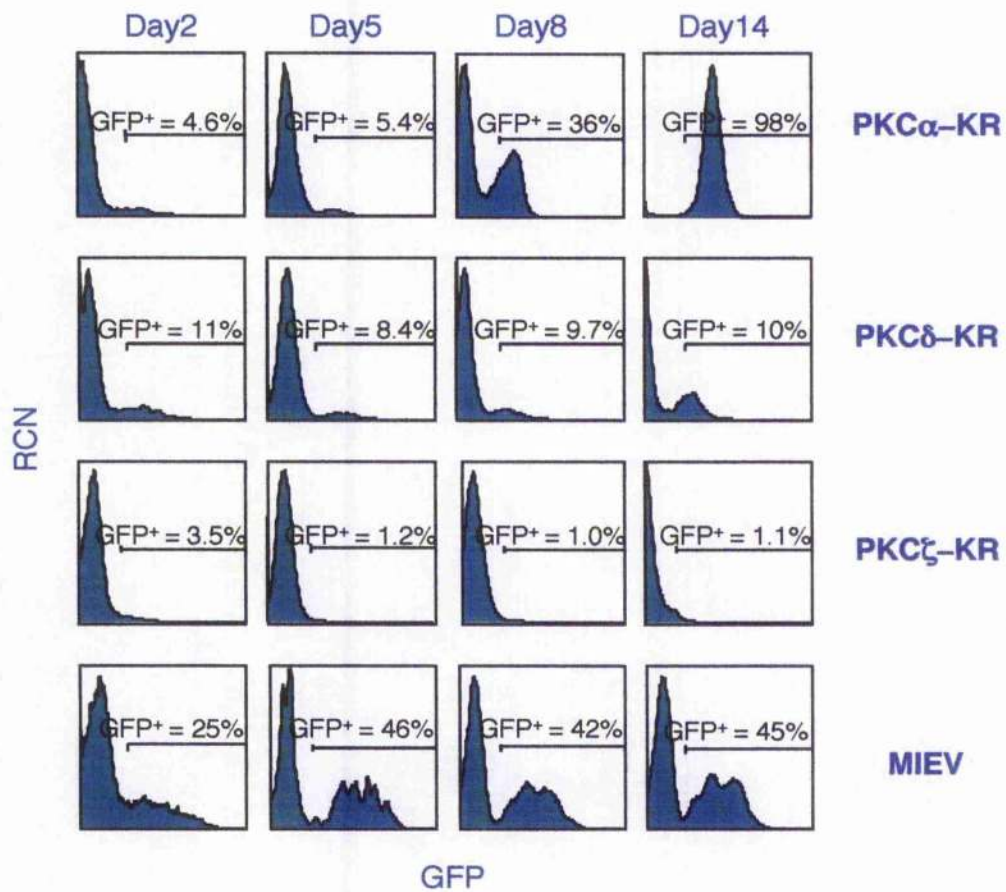 Day2 Day5 Day8 Day14
GFP+ = 4.6% GFP+ = 5.4% GFP+ = 36% GFP+ = 98% PKCα–KR
GFP+ = 11% GFP+ = 8.4% GFP+ = 9.7% GFP+ = 10% PKCδ–KR
RCN
GFP+ = 3.5% GFP+ = 1.2% GFP+ = 1.0% GFP+ = 1.1% PKCζ–KR
GFP+ = 25% GFP+ = 46% GFP+ = 42% GFP+ = 45% MIEV
GFP